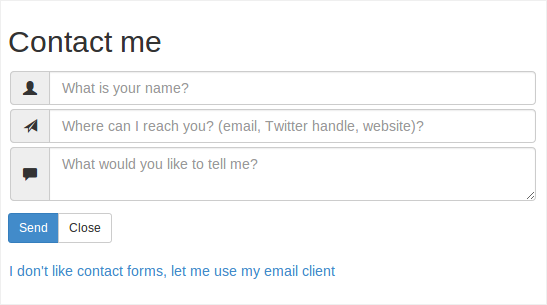 Contact me
What is your name?
Where can I reach you? (email, Twitter handle, website)?
What would you like to tell me?
Send Close
I don't like contact forms, let me use my email client